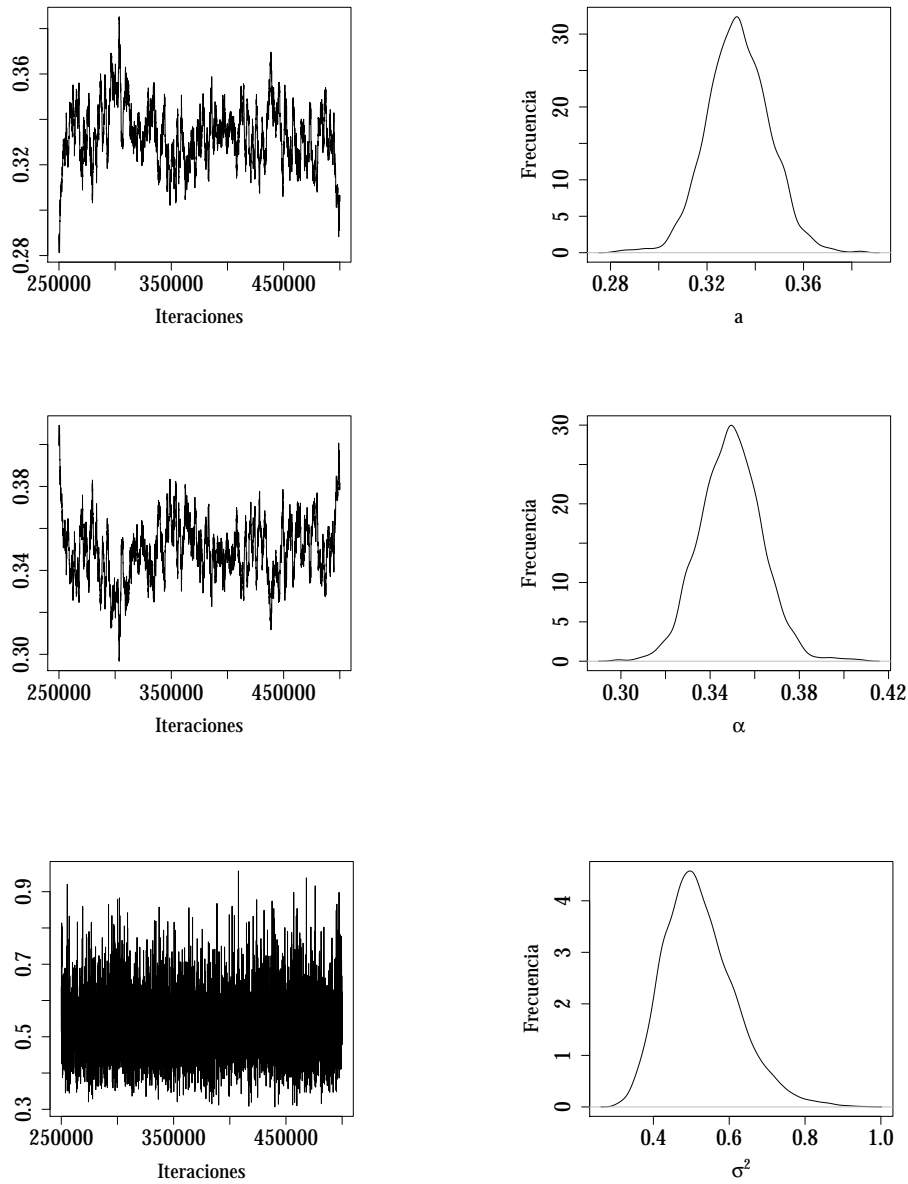 0.36
0.32
0.28
250000 350000 450000
Iteraciones
Frecuencia
30
20
10
5
0
0.28 0.32 0.36
a
0.38
0.34
0.30
250000 350000 450000
Iteraciones
Frecuencia
30
20
10
5
0
0.30 0.34 0.38 0.42
α
0.9
0.7
0.5
0.3
250000 350000 450000
Iteraciones
Frecuencia
4
3
2
1
0
0.4 0.6 0.8 1.0
σ²